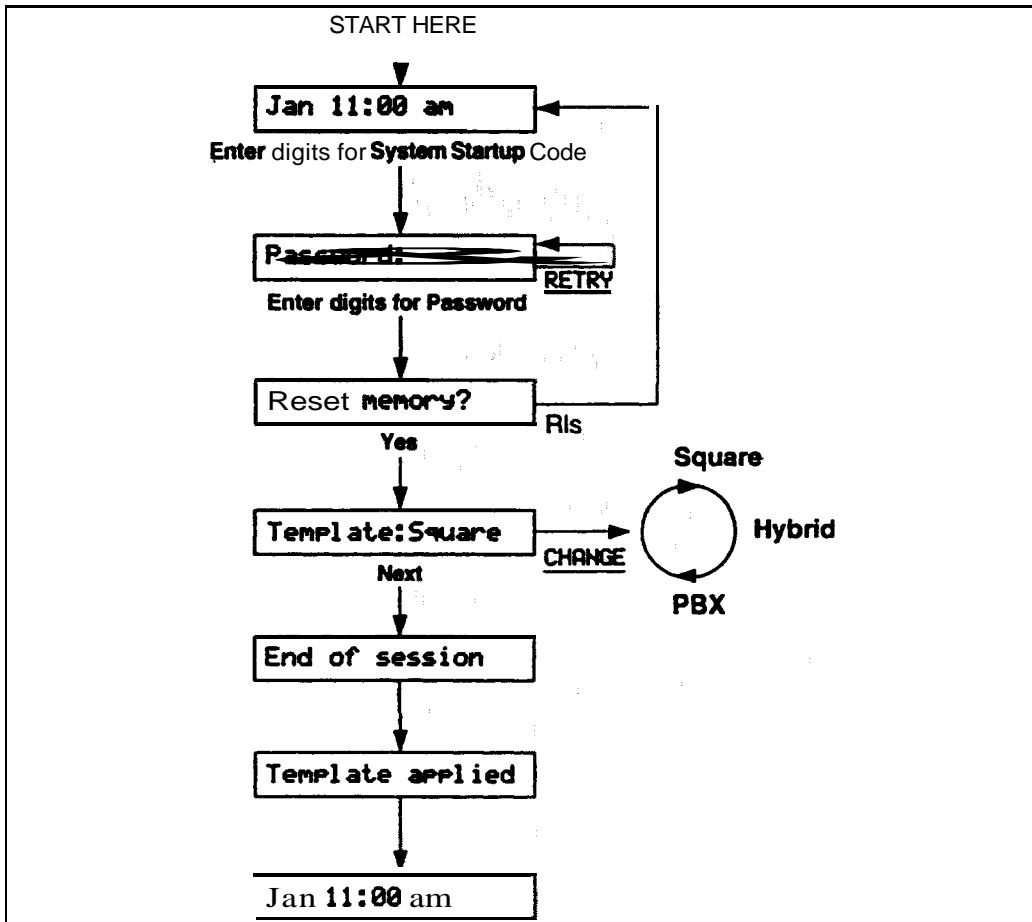 START HERE
Jan 11:00 am
Enter digits for System Startup Code
Password:
RETRY
Enter digits for Password
Reset memory?
Rls
Yes
Square
Template:Square
Hybrid
CHANGE
Next
PBX
End of session
Template applied
Jan 11:00 am